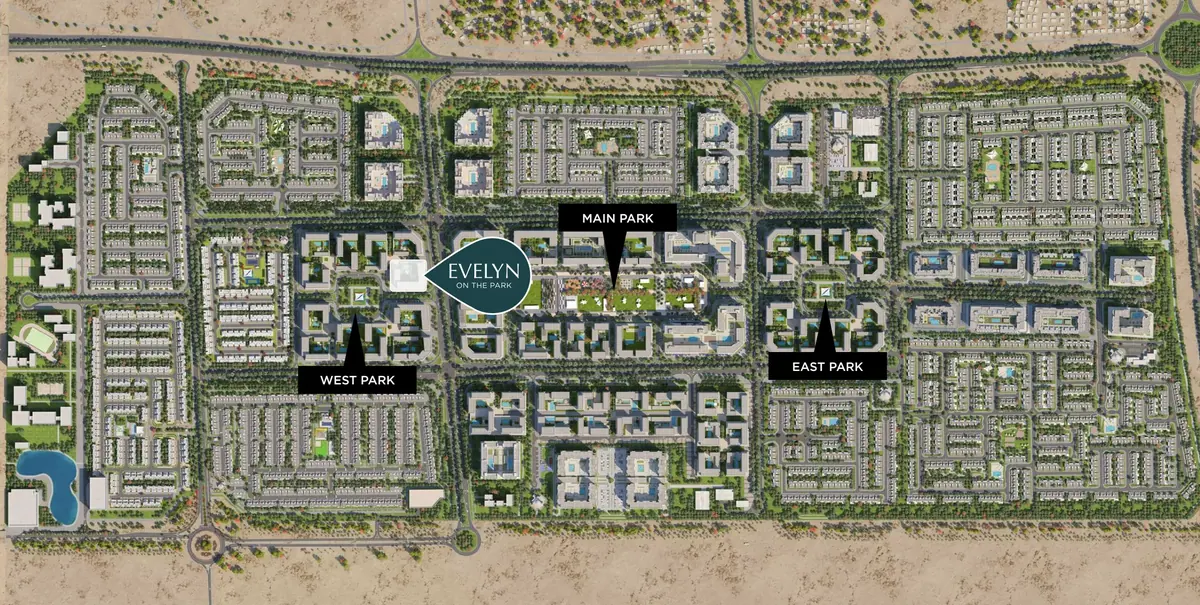 MAIN PARK
EVELYN
ON THE PARK
WEST PARK
EAST PARK